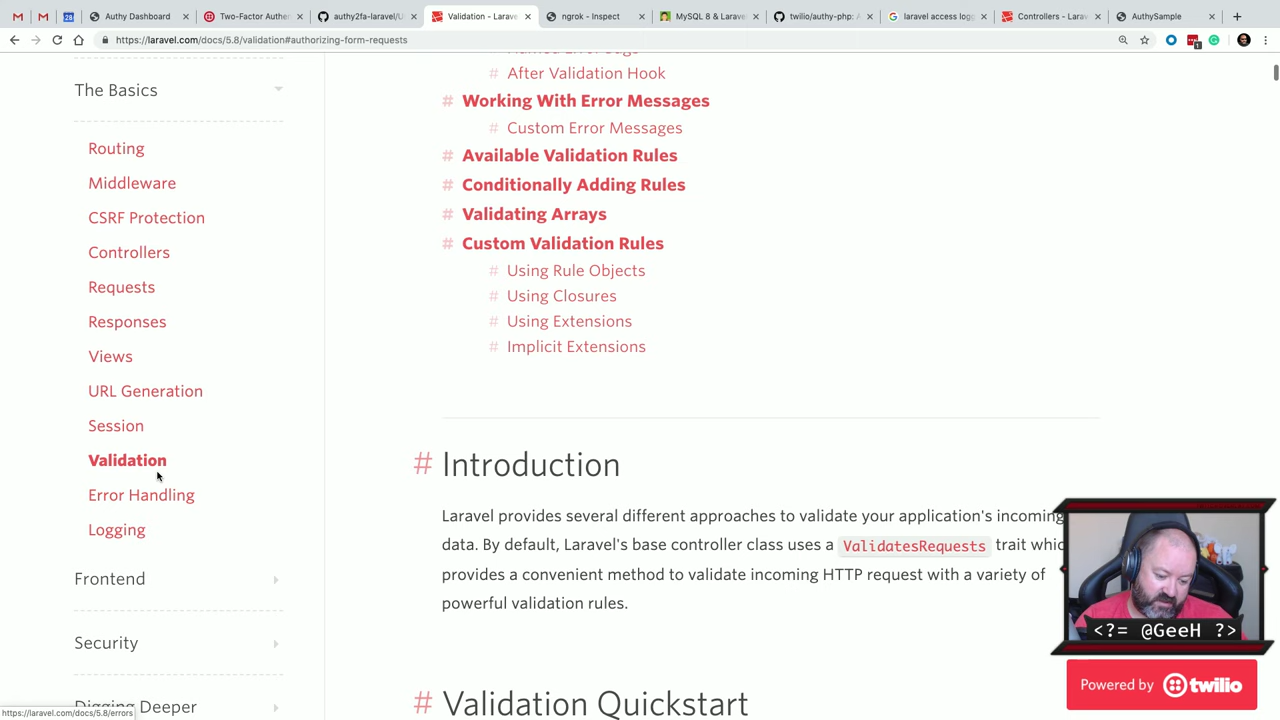 Authy Dashboard
Two-Factor Auther
authy2fa-laravel/U
Validation - Larave
ngrok - Inspect
MySQL 8 & Larave
twilio/authy-php: A
laravel access log
Controllers - Larav
AuthySample
28
https://laravel.com/docs/5.8/validation#authorizing-form-requests
1
The Basics
Routing
Middleware
CSRF Protection
Controllers
Requests
Responses
Views
URL Generation
Session
Validation
Error Handling
Logging
Frontend
Security
Digging Deeper
https://laravel.com/docs/5.8/errors
# Named Error Bags
# After Validation Hook
# Working With Error Messages
# Custom Error Messages
# Available Validation Rules
# Conditionally Adding Rules
# Validating Arrays
# Custom Validation Rules
# Using Rule Objects
# Using Closures
# Using Extensions
# Implicit Extensions
# Introduction
Laravel provides several different approaches to validate your application's incoming
data. By default, Laravel's base controller class uses a ValidatesRequests trait whic
provides a convenient method to validate incoming HTTP request with a variety of
powerful validation rules.
# Validation Quickstart
<?= @GeeH ?>
Powered by twilio